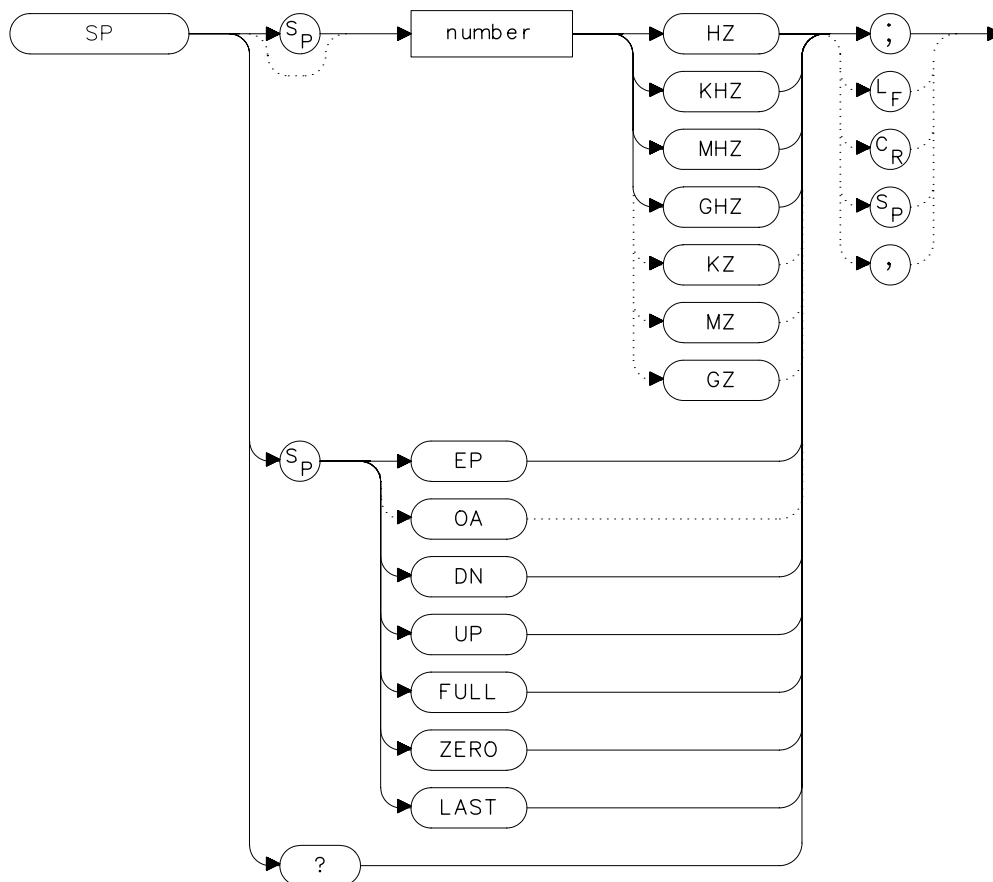 SP SP number HZ ;
KHZ LF
MHZ CR
GHZ SP
KZ ,
MZ
GZ
SP EP
OA
DN
UP
FULL
ZERO
LAST
?